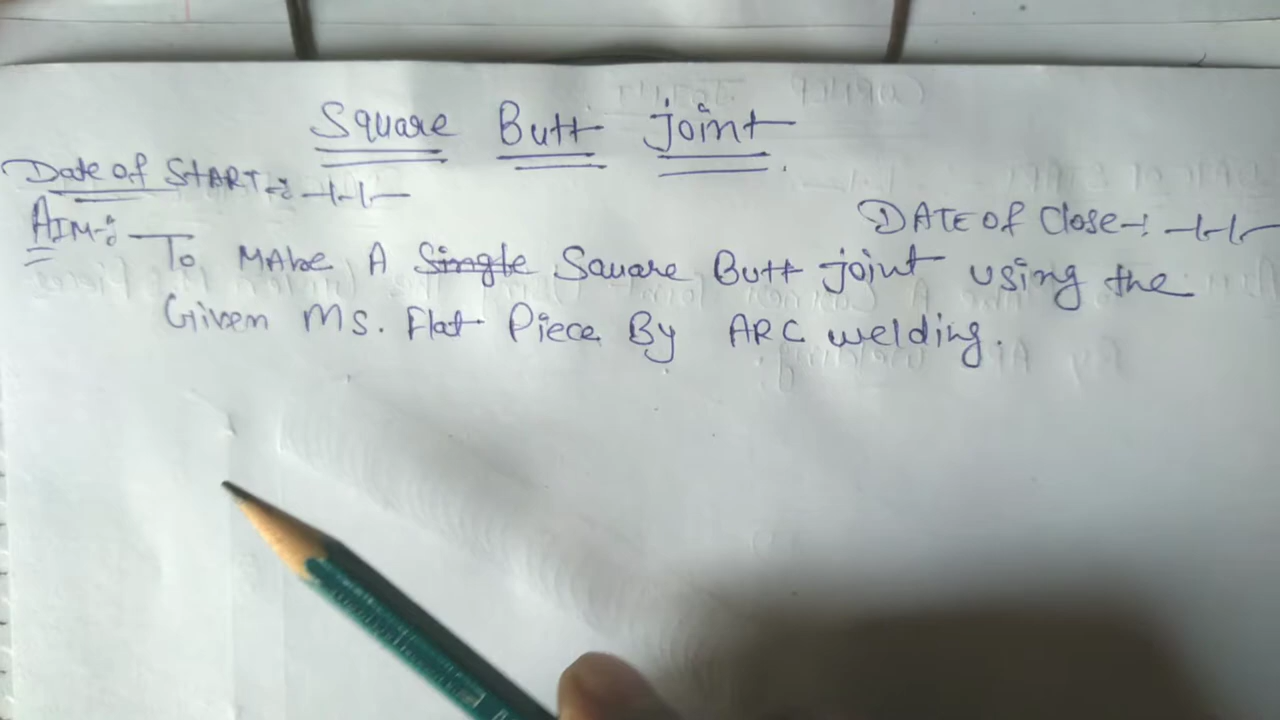 Square Butt joint.
Date of START-: -/-/-
DATE of Close-: -/-/-
AIM-: - To MAke A Single Square Butt joint using the
Given MS. Flat Piece By ARC welding.